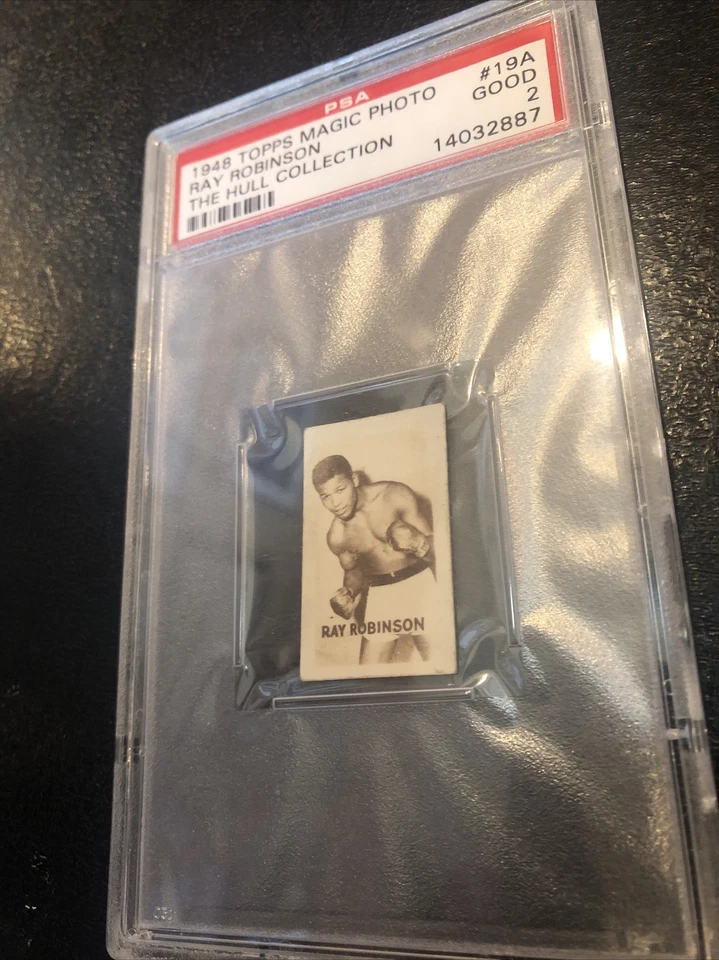 PSA
1948 TOPPS MAGIC PHOTO #19A
RAY ROBINSON GOOD
THE HULL COLLECTION 2
14032887
RAY ROBINSON